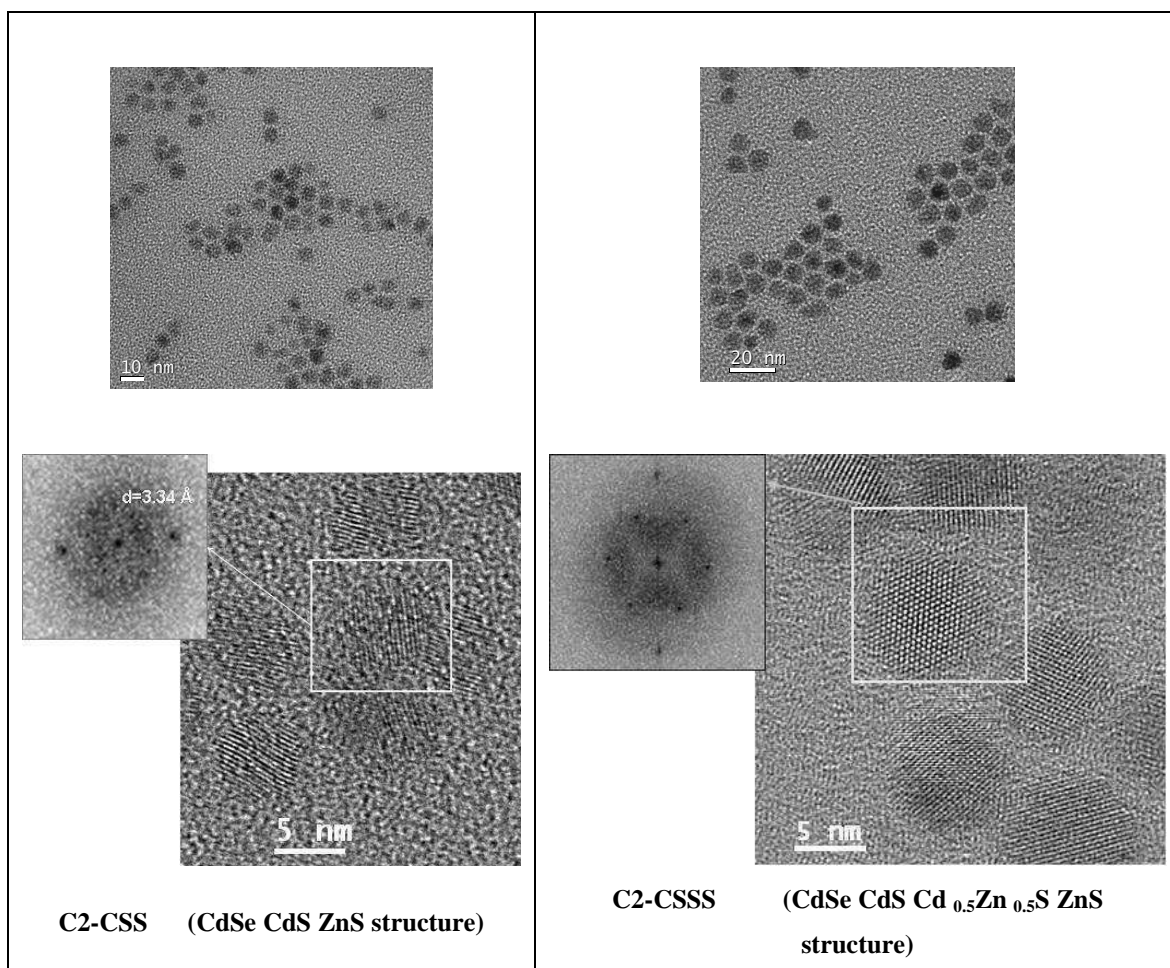 10 nm
20 nm
d=3.34 Å
5 nm
5 nm
C2-CSS (CdSe CdS ZnS structure)
C2-CSSS (CdSe CdS Cd 0.5Zn 0.5S ZnS
structure)